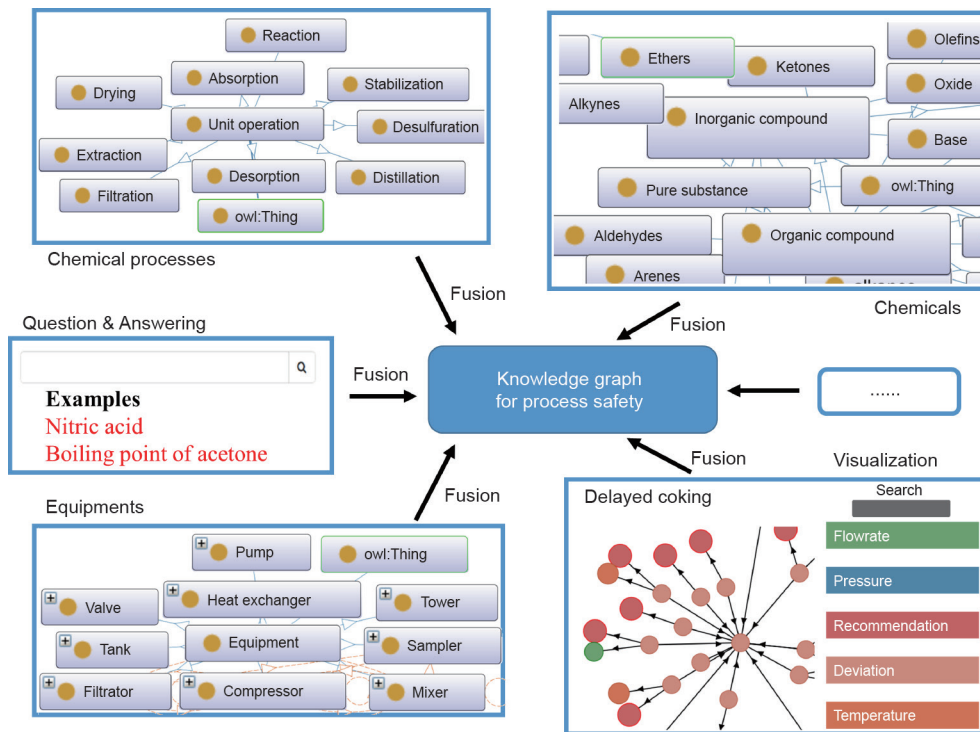 Reaction
Absorption
Stabilization
Drying
Unit operation
Desulfuration
Extraction
Desorption
Distillation
Filtration
owl:Thing
Chemical processes
Olefins
Ethers
Ketones
Oxide
Alkynes
Inorganic compound
Base
Pure substance
owl:Thing
Aldehydes
Organic compound
Arenes
Chemicals
Fusion
Fusion
Question & Answering
Examples
Nitric acid
Boiling point of acetone
Fusion
Knowledge graph
for process safety
......
Fusion
Fusion
Equipments
Pump
owl:Thing
Valve
Heat exchanger
Tower
Tank
Equipment
Sampler
Filtrator
Compressor
Mixer
Visualization
Delayed coking
Search
Flowrate
Pressure
Recommendation
Deviation
Temperature